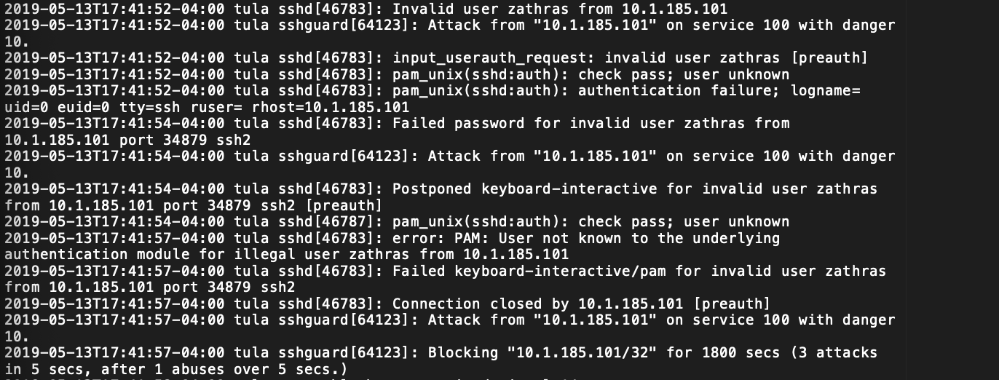 2019-05-13T17:41:52-04:00 tula sshd[46783]: Invalid user zathras from 10.1.185.101
2019-05-13T17:41:52-04:00 tula sshguard[64123]: Attack from "10.1.185.101" on service 100 with danger
10.
2019-05-13T17:41:52-04:00 tula sshd[46783]: input_userauth_request: invalid user zathras [preauth]
2019-05-13T17:41:52-04:00 tula sshd[46783]: pam_unix(sshd:auth): check pass; user unknown
2019-05-13T17:41:52-04:00 tula sshd[46783]: pam_unix(sshd:auth): authentication failure; logname=
uid=0 euid=0 tty=ssh ruser= rhost=10.1.185.101
2019-05-13T17:41:54-04:00 tula sshd[46783]: Failed password for invalid user zathras from
10.1.185.101 port 34879 ssh2
2019-05-13T17:41:54-04:00 tula sshguard[64123]: Attack from "10.1.185.101" on service 100 with danger
10.
2019-05-13T17:41:54-04:00 tula sshd[46783]: Postponed keyboard-interactive for invalid user zathras
from 10.1.185.101 port 34879 ssh2 [preauth]
2019-05-13T17:41:54-04:00 tula sshd[46787]: pam_unix(sshd:auth): check pass; user unknown
2019-05-13T17:41:57-04:00 tula sshd[46783]: error: PAM: User not known to the underlying
authentication module for illegal user zathras from 10.1.185.101
2019-05-13T17:41:57-04:00 tula sshd[46783]: Failed keyboard-interactive/pam for invalid user zathras
from 10.1.185.101 port 34879 ssh2
2019-05-13T17:41:57-04:00 tula sshd[46783]: Connection closed by 10.1.185.101 [preauth]
2019-05-13T17:41:57-04:00 tula sshguard[64123]: Attack from "10.1.185.101" on service 100 with danger
10.
2019-05-13T17:41:57-04:00 tula sshguard[64123]: Blocking "10.1.185.101/32" for 1800 secs (3 attacks
in 5 secs, after 1 abuses over 5 secs.)